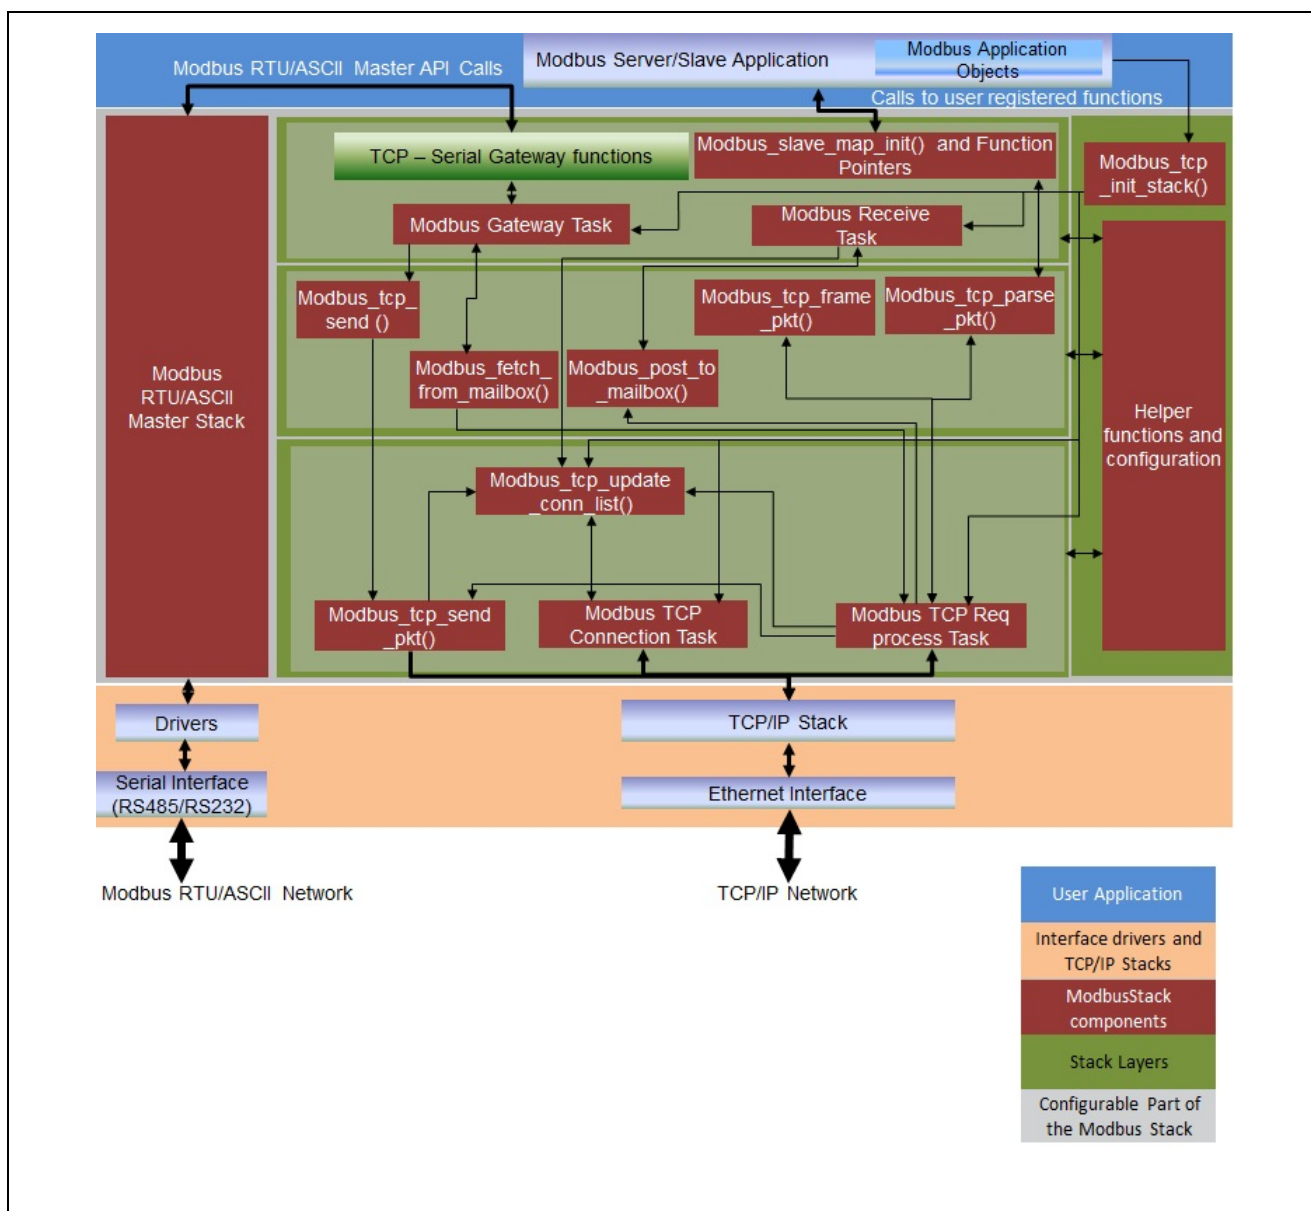 Modbus RTU/ASCII Master API Calls
Modbus Server/Slave Application
Modbus Application
Objects
Calls to user registered functions
TCP – Serial Gateway functions
Modbus_slave_map_init() and Function
Pointers
Modbus_tcp
_init_stack()
Modbus Gateway Task
Modbus Receive
Task
Modbus_tcp_
send ()
Modbus_tcp_frame
_pkt()
Modbus_tcp_parse
_pkt()
Modbus_fetch_
from_mailbox()
Modbus_post_to
_mailbox()
Modbus
RTU/ASCII
Master Stack
Helper
functions and
configuration
Modbus_tcp_update
_conn_list()
Modbus_tcp_send
_pkt()
Modbus TCP
Connection Task
Modbus TCP Req
process Task
Drivers
TCP/IP Stack
Serial Interface
(RS485/RS232)
Ethernet Interface
Modbus RTU/ASCII Network
TCP/IP Network
User Application
Interface drivers and
TCP/IP Stacks
ModbusStack
components
Stack Layers
Configurable Part of
the Modbus Stack